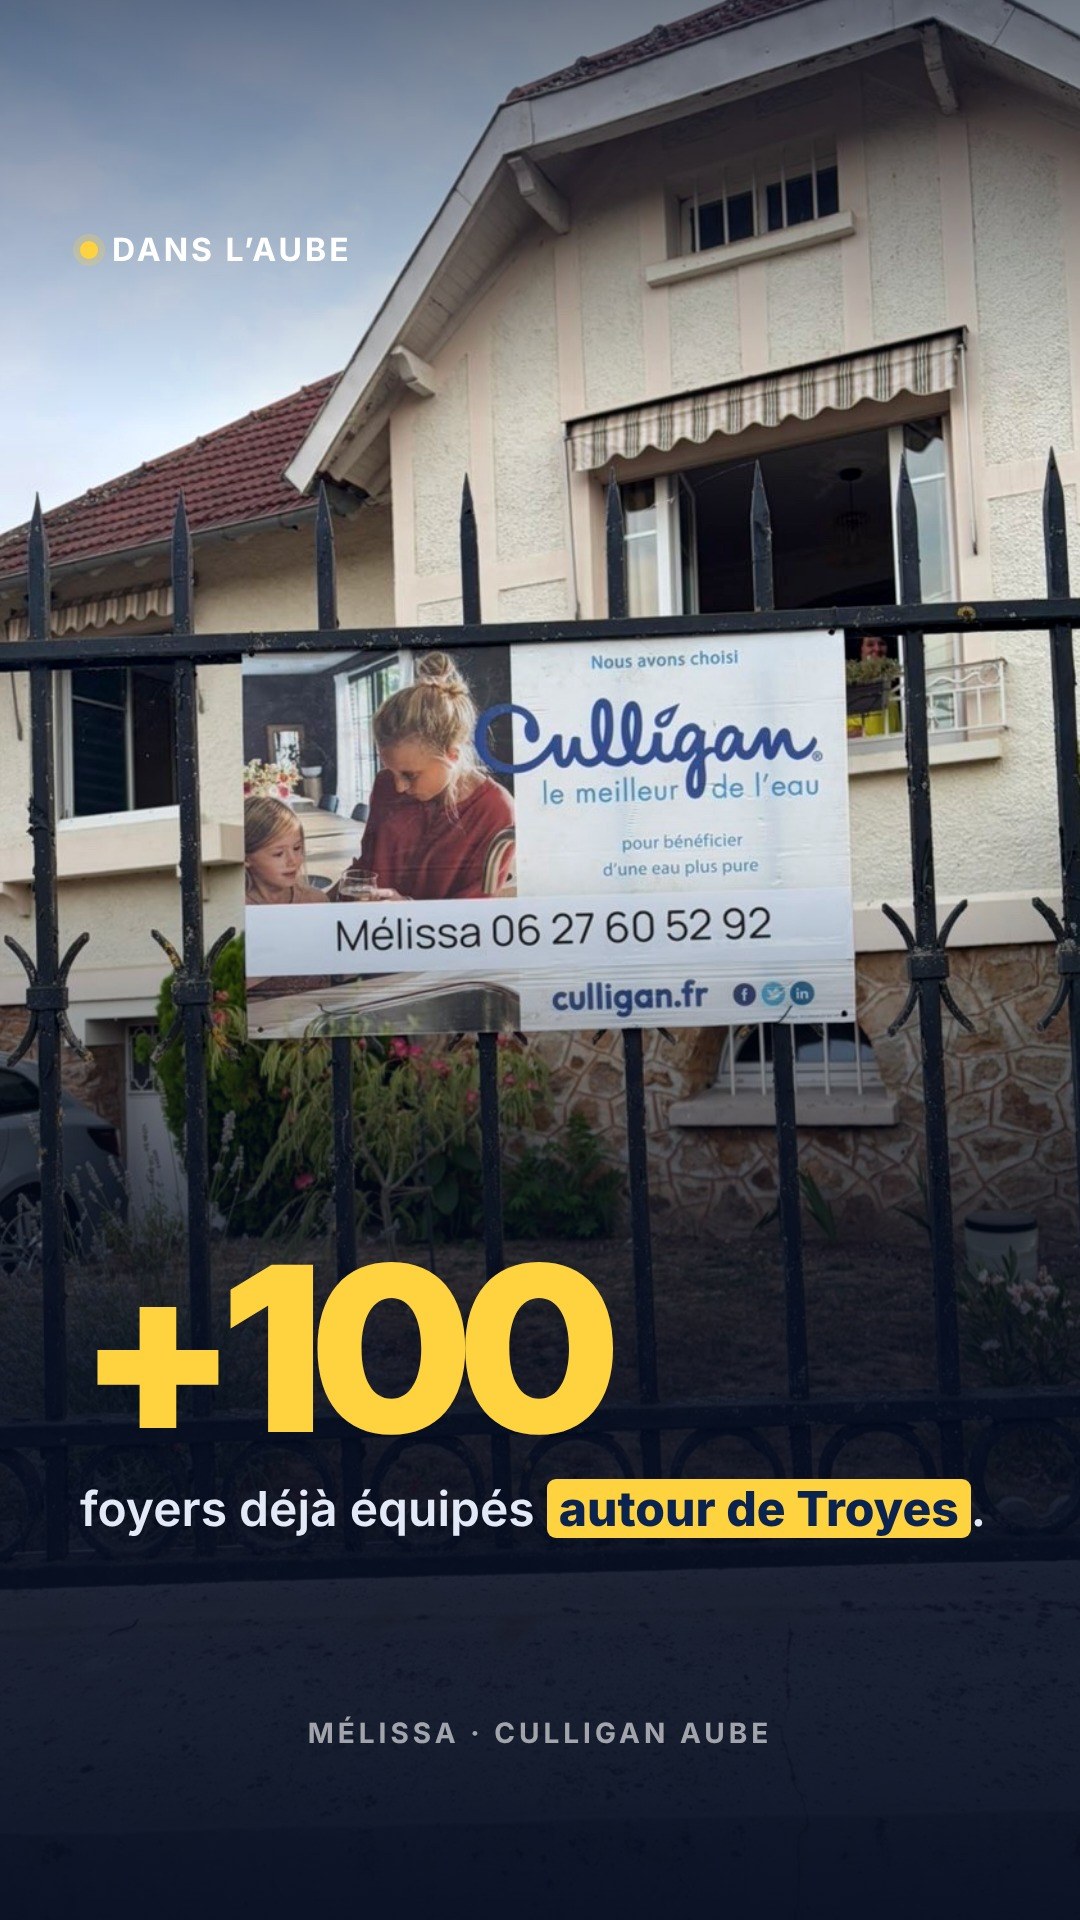 DANS L’AUBE
Nous avons choisi
Culligan®
le meilleur de l’eau
pour bénéficier
d’une eau plus pure
Mélissa 06 27 60 52 92
culligan.fr
+100
foyers déjà équipés autour de Troyes.
MÉLISSA · CULLIGAN AUBE